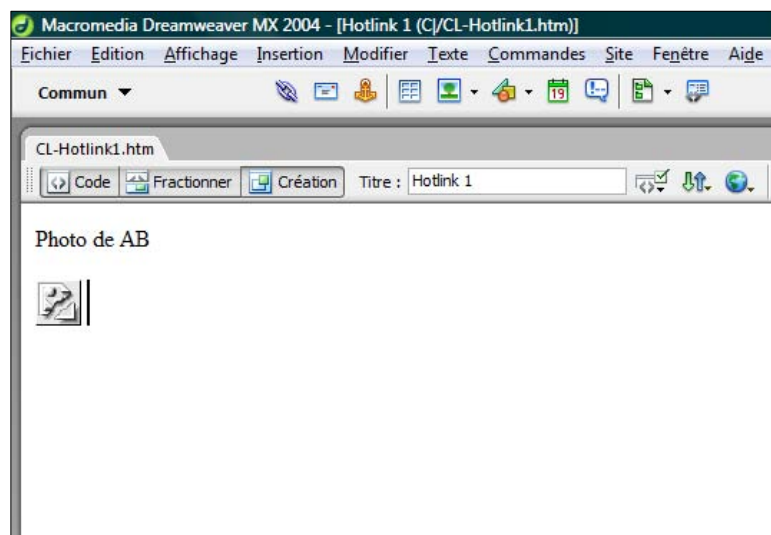 Macromedia Dreamweaver MX 2004 - [Hotlink 1 (C|/CL-Hotlink1.htm)]
Fichier Edition Affichage Insertion Modifier Texte Commandes Site Fenêtre Aide
Commun
19
CL-Hotlink1.htm
Code Fractionner Création Titre : Hotlink 1
Photo de AB